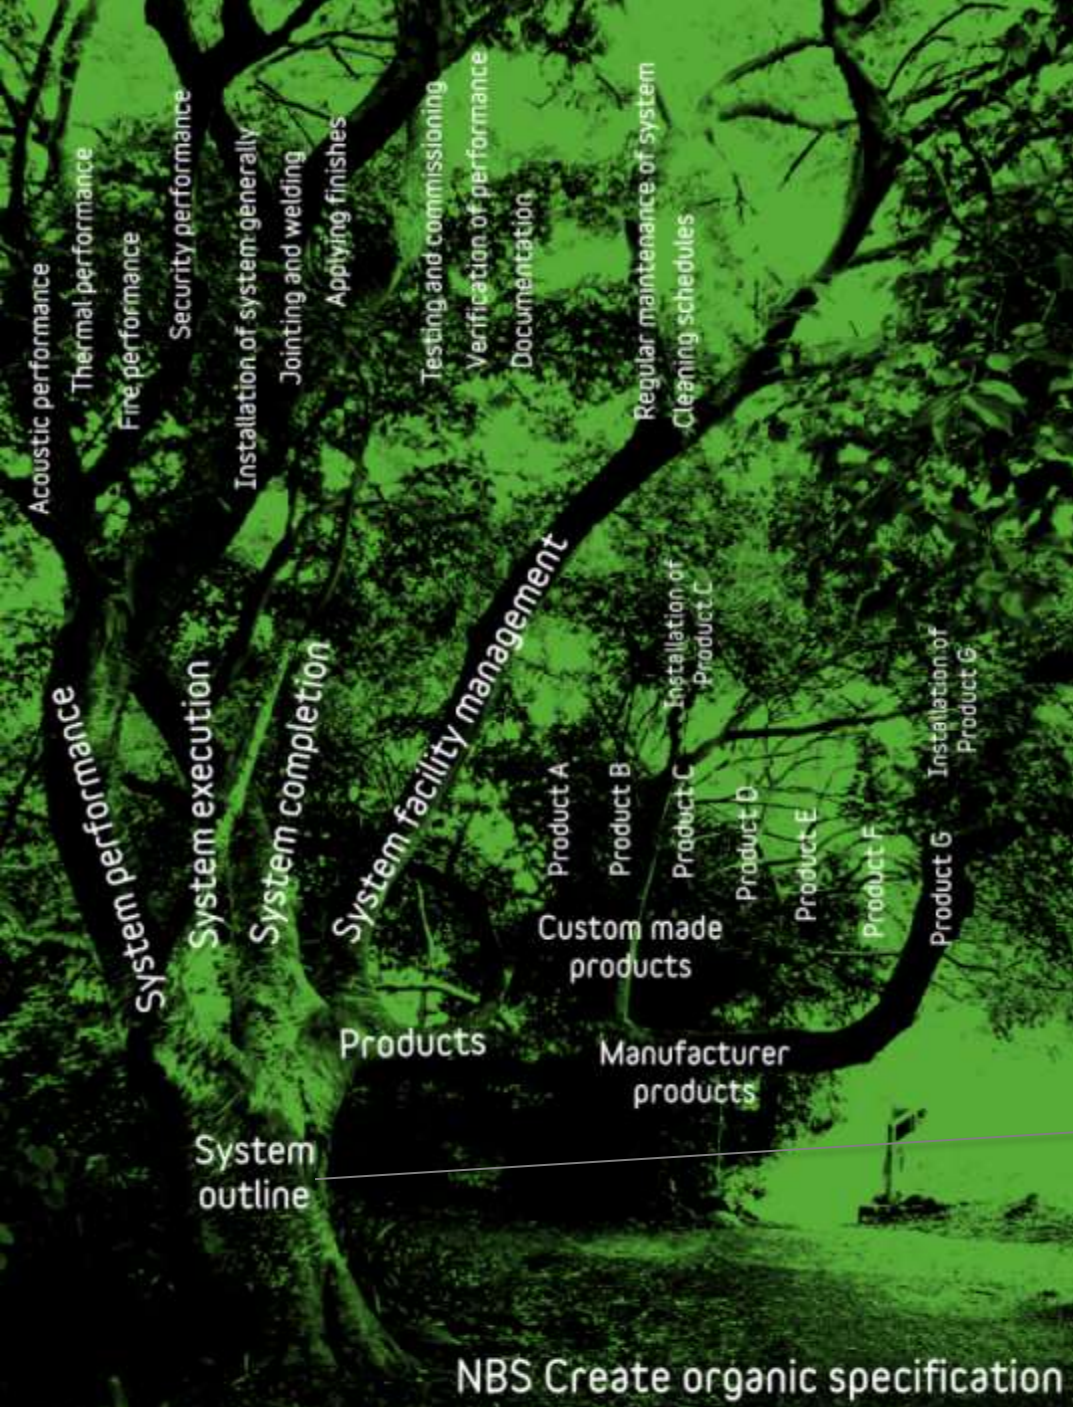 Acoustic performance
Thermal performance
Fire performance
Security performance
Installation of system generally
Jointing and welding
Applying finishes
Testing and commissioning
Verification of performance
Documentation
Regular maintenance of system
Cleaning schedules
System performance
System execution
System completion
System facility management
Installation of
Product C
Installation of
Product G
Product A
Product B
Product C
Product D
Product E
Product F
Product G
Custom made
products
Products
Manufacturer
products
System
outline
NBS Create organic specification